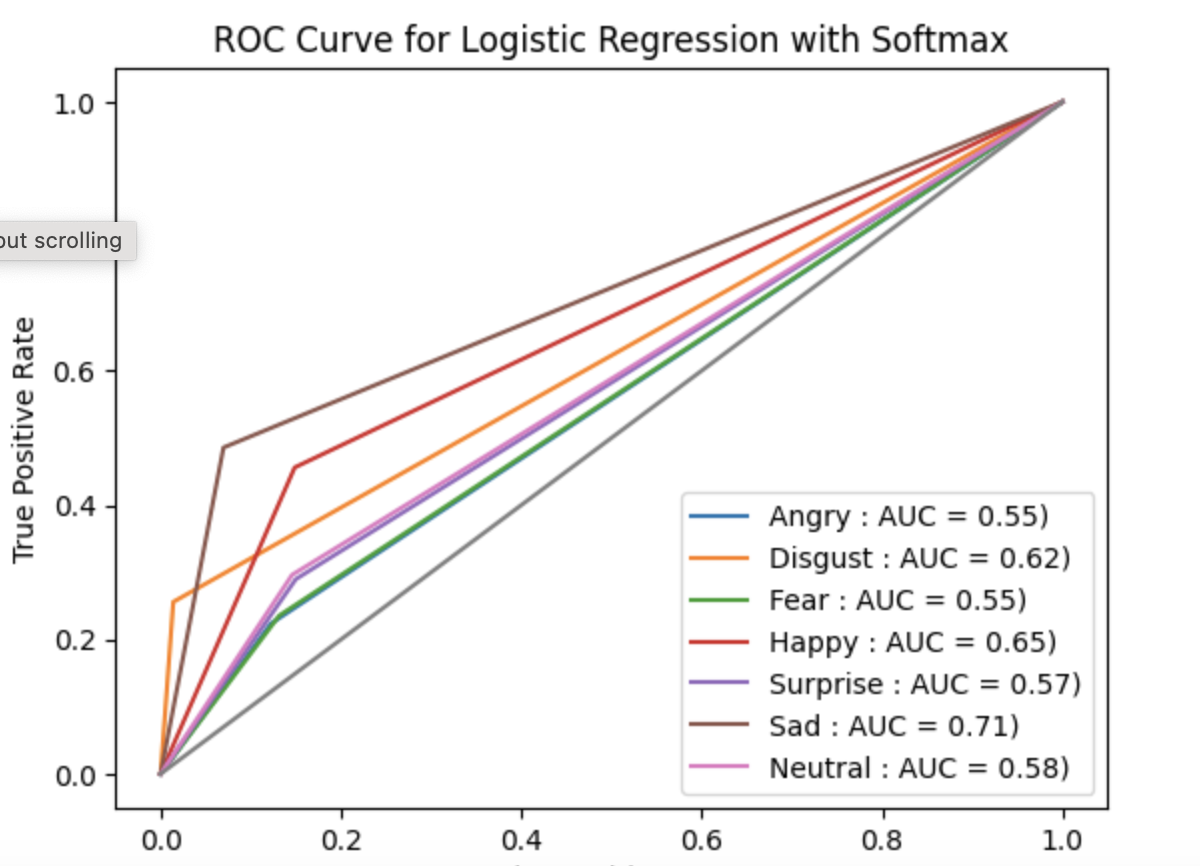 ROC Curve for Logistic Regression with Softmax
1.0
out scrolling
0.6
0.4
0.2
0.0
True Positive Rate
Angry : AUC = 0.55)
Disgust : AUC = 0.62)
Fear : AUC = 0.55)
Happy : AUC = 0.65)
Surprise : AUC = 0.57)
Sad : AUC = 0.71)
Neutral : AUC = 0.58)
0.0 0.2 0.4 0.6 0.8 1.0